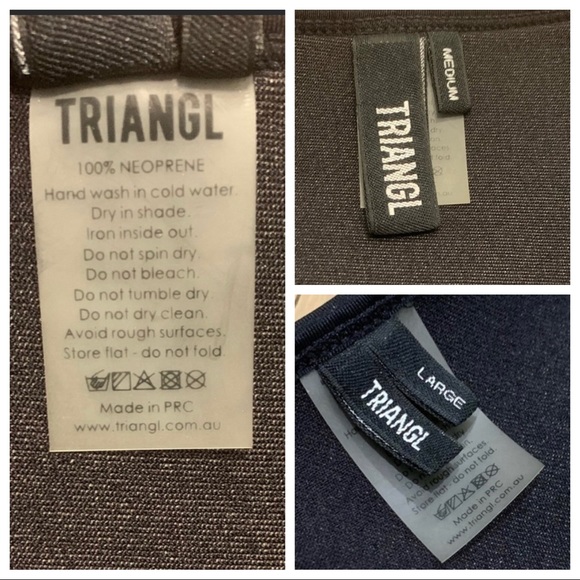 TRIANGL
100% NEOPRENE
Hand wash in cold water.
Dry in shade.
Iron inside out.
Do not spin dry.
Do not bleach.
Do not tumble dry
Do not dry clean.
Avoid rough surfaces.
Store flat - do not fold.
Made in PRC
www.triangl.com.au
MEDIUM
TRIANGL
LARGE
TRIANGL
Avoid rough surfaces
Store flat - do not fold
Made in PRC
www.triangl.com.au